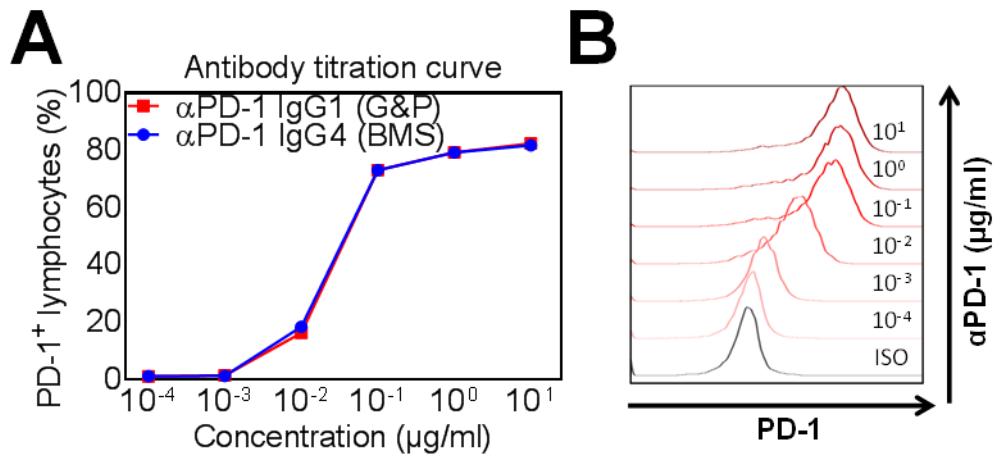 A
Antibody titration curve
PD-1⁺ lymphocytes (%)
100
80
60
40
20
0
αPD-1 IgG1 (G&P)
αPD-1 IgG4 (BMS)
10⁻⁴ 10⁻³ 10⁻² 10⁻¹ 10⁰ 10¹
Concentration (µg/ml)
B
10¹
10⁰
10⁻¹
10⁻²
10⁻³
10⁻⁴
ISO
PD-1
αPD-1 (µg/ml)